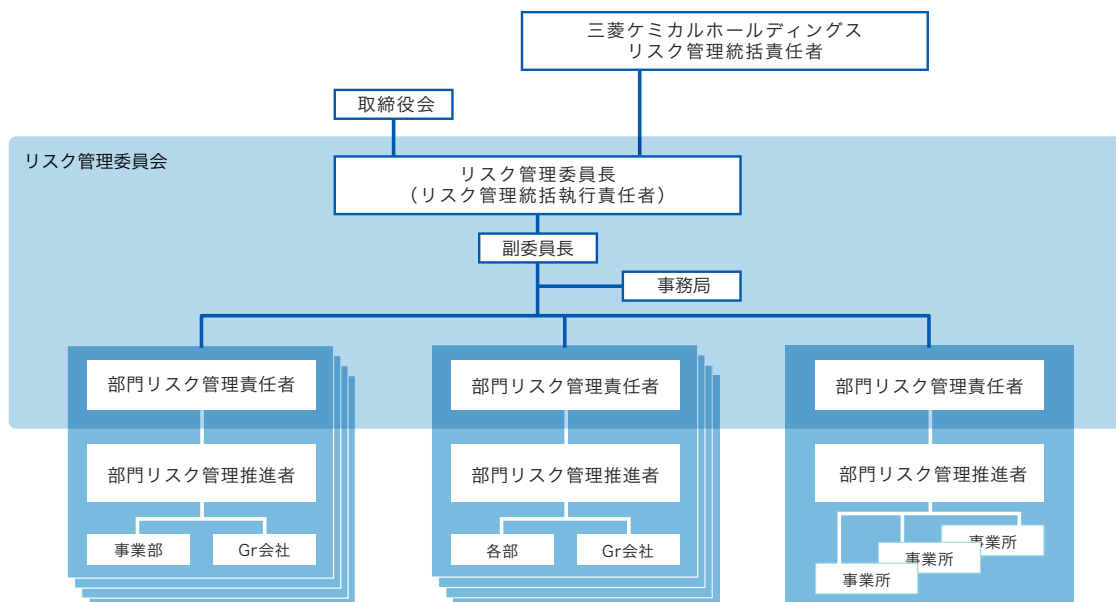 三菱ケミカルホールディングス
リスク管理統括責任者
取締役会
リスク管理委員会
リスク管理委員長
（リスク管理統括執行責任者）
副委員長
事務局
部門リスク管理責任者
部門リスク管理責任者
部門リスク管理責任者
部門リスク管理推進者
部門リスク管理推進者
部門リスク管理推進者
事業部
Gr会社
各部
Gr会社
事業所
事業所
事業所